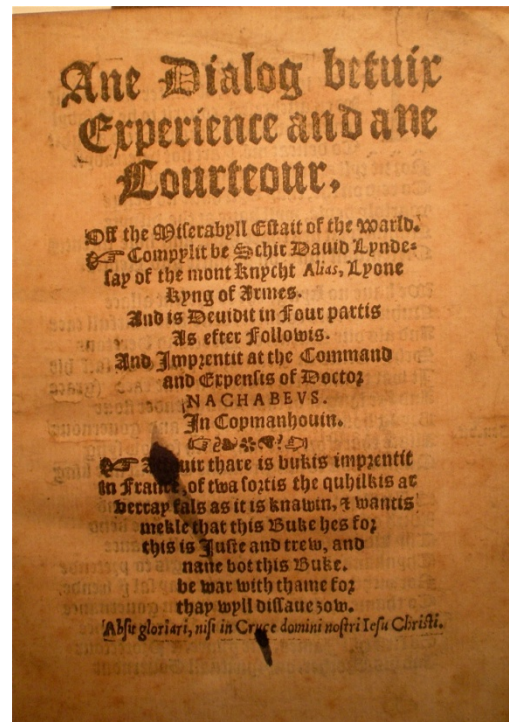 Ane Dialog betuix
Experience and ane
Courteour,
Off the Miserabyll Estait of the warld.
☞ Compylit be Schir Dauid Lynde-
say of the mont knycht Alias, Lyone
kyng of Armes.
And is Deuidit in Four partis
As efter Followis.
And Imprentit at the Command
and Expensis of Doctor
NACHABEVS.
In Copmanhouin.
☞ thare is bukis imprentit
in France, of twa sortis the quhilkis ar
verray fals as it is knawin, & wantis
mekle that this Buke hes for
this is Juste and trew, and
nane bot this Buke.
be war with thame for
thay wyll dissaue ȝow.
Absit gloriari, nisi in Cruce domini nostri Iesu Christi.